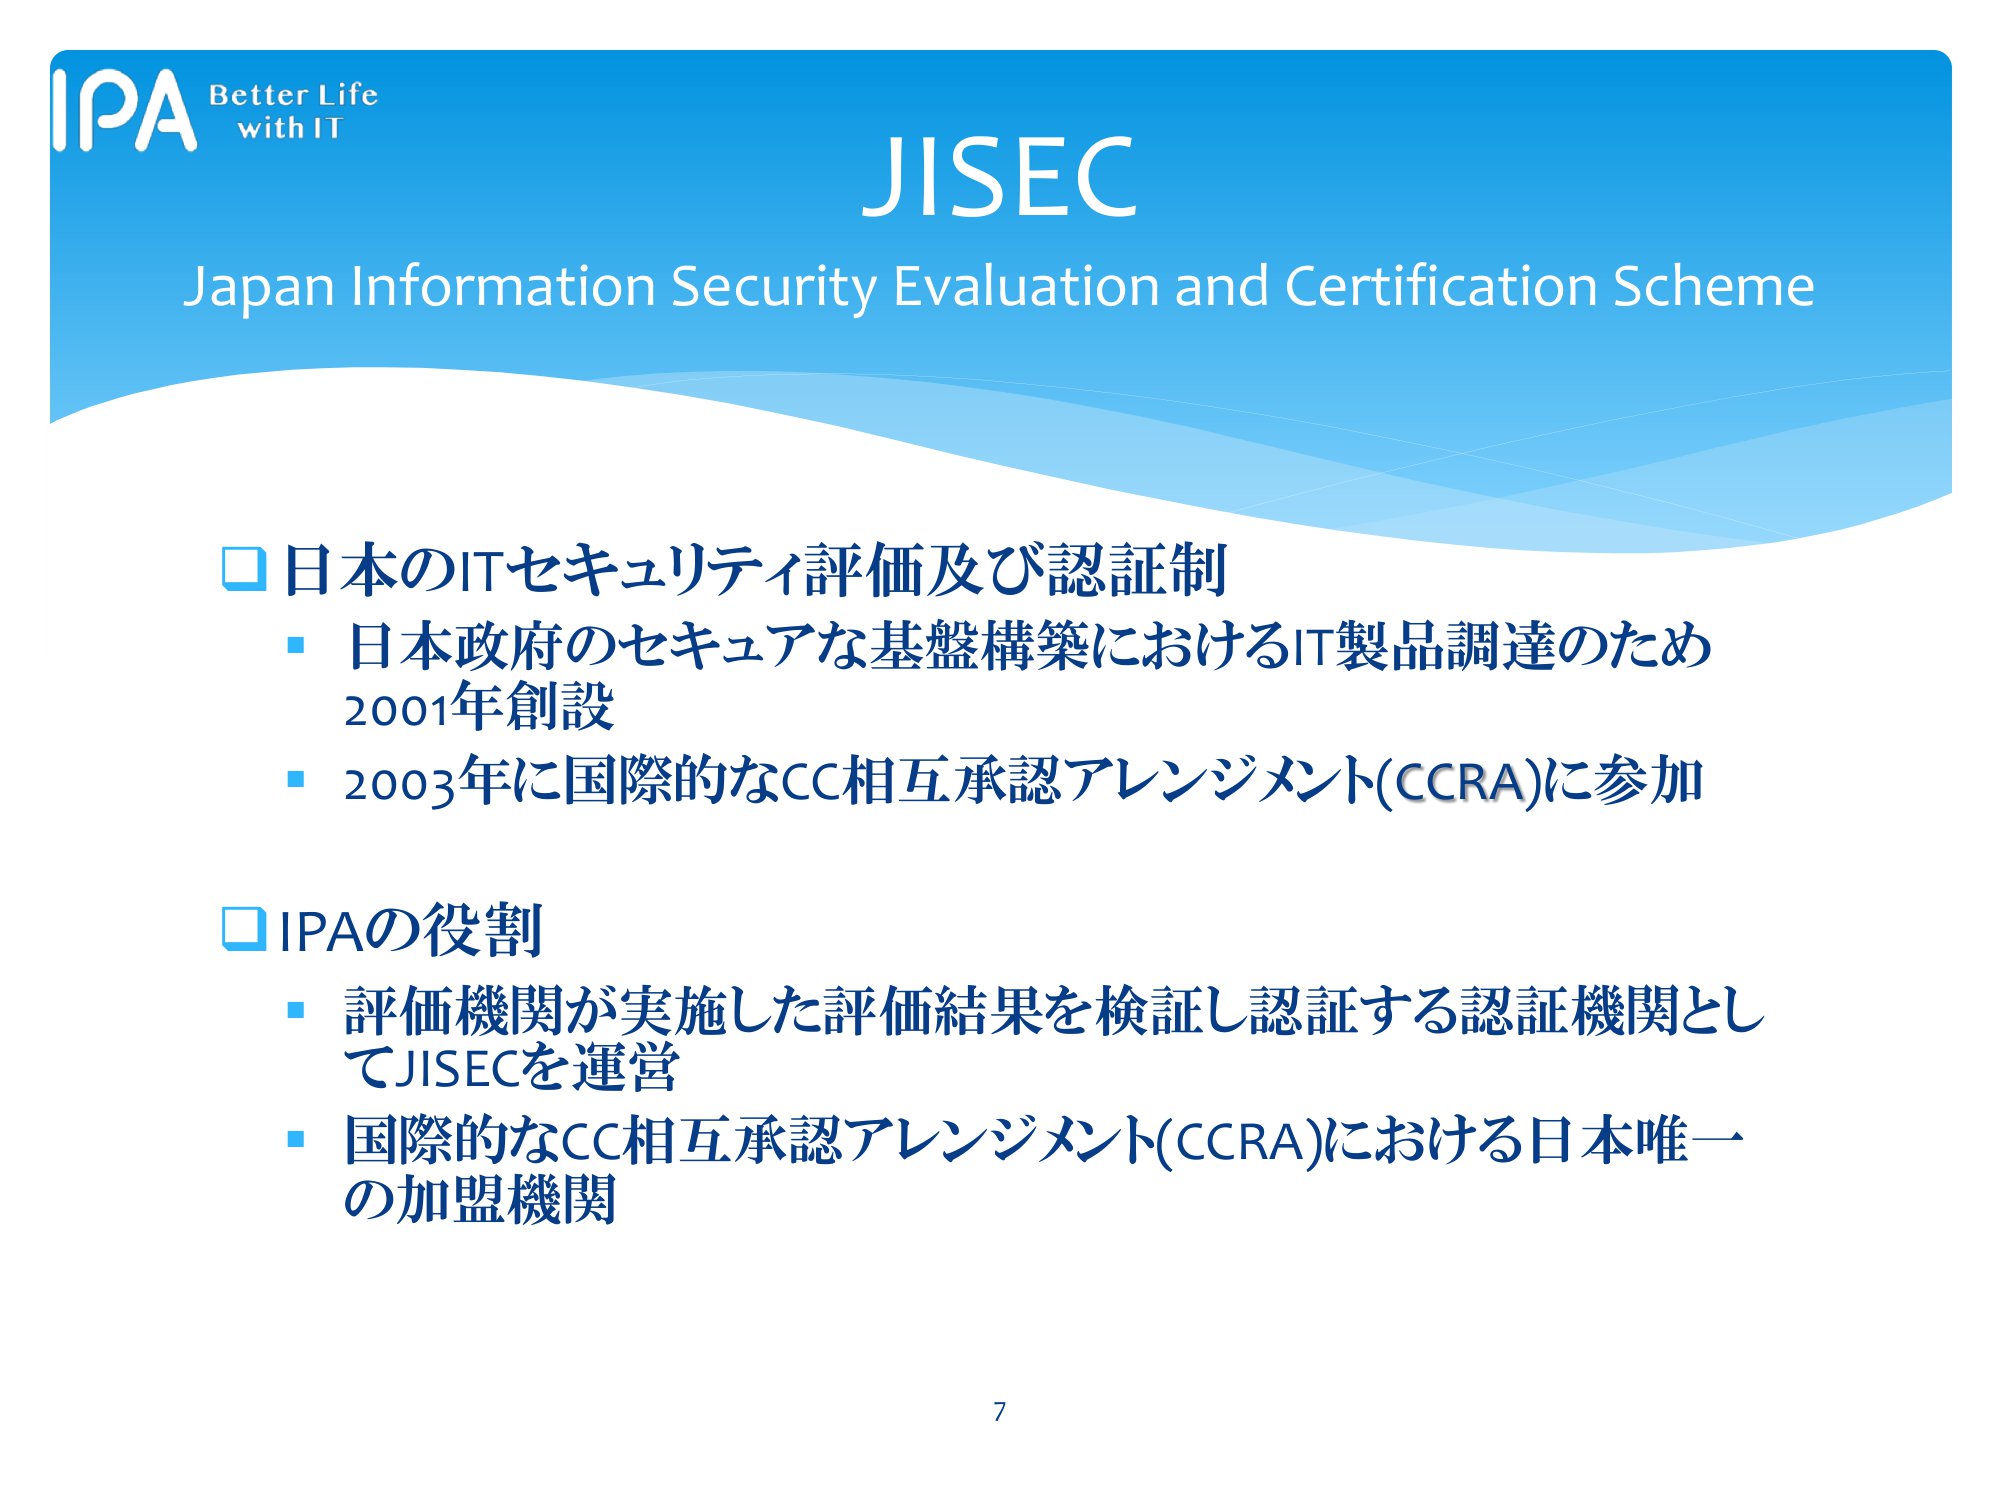 IPA Better Life
with IT
JISEC
Japan Information Security Evaluation and Certification Scheme
日本のITセキュリティ評価及び認証制
日本政府のセキュアな基盤構築におけるIT製品調達のため
2001年創設
2003年に国際的なCC相互承認アレンジメント(CCRA)に参加
IPAの役割
評価機関が実施した評価結果を検証し認証する認証機関とし
てJISECを運営
国際的なCC相互承認アレンジメント(CCRA)における日本唯一
の加盟機関
7